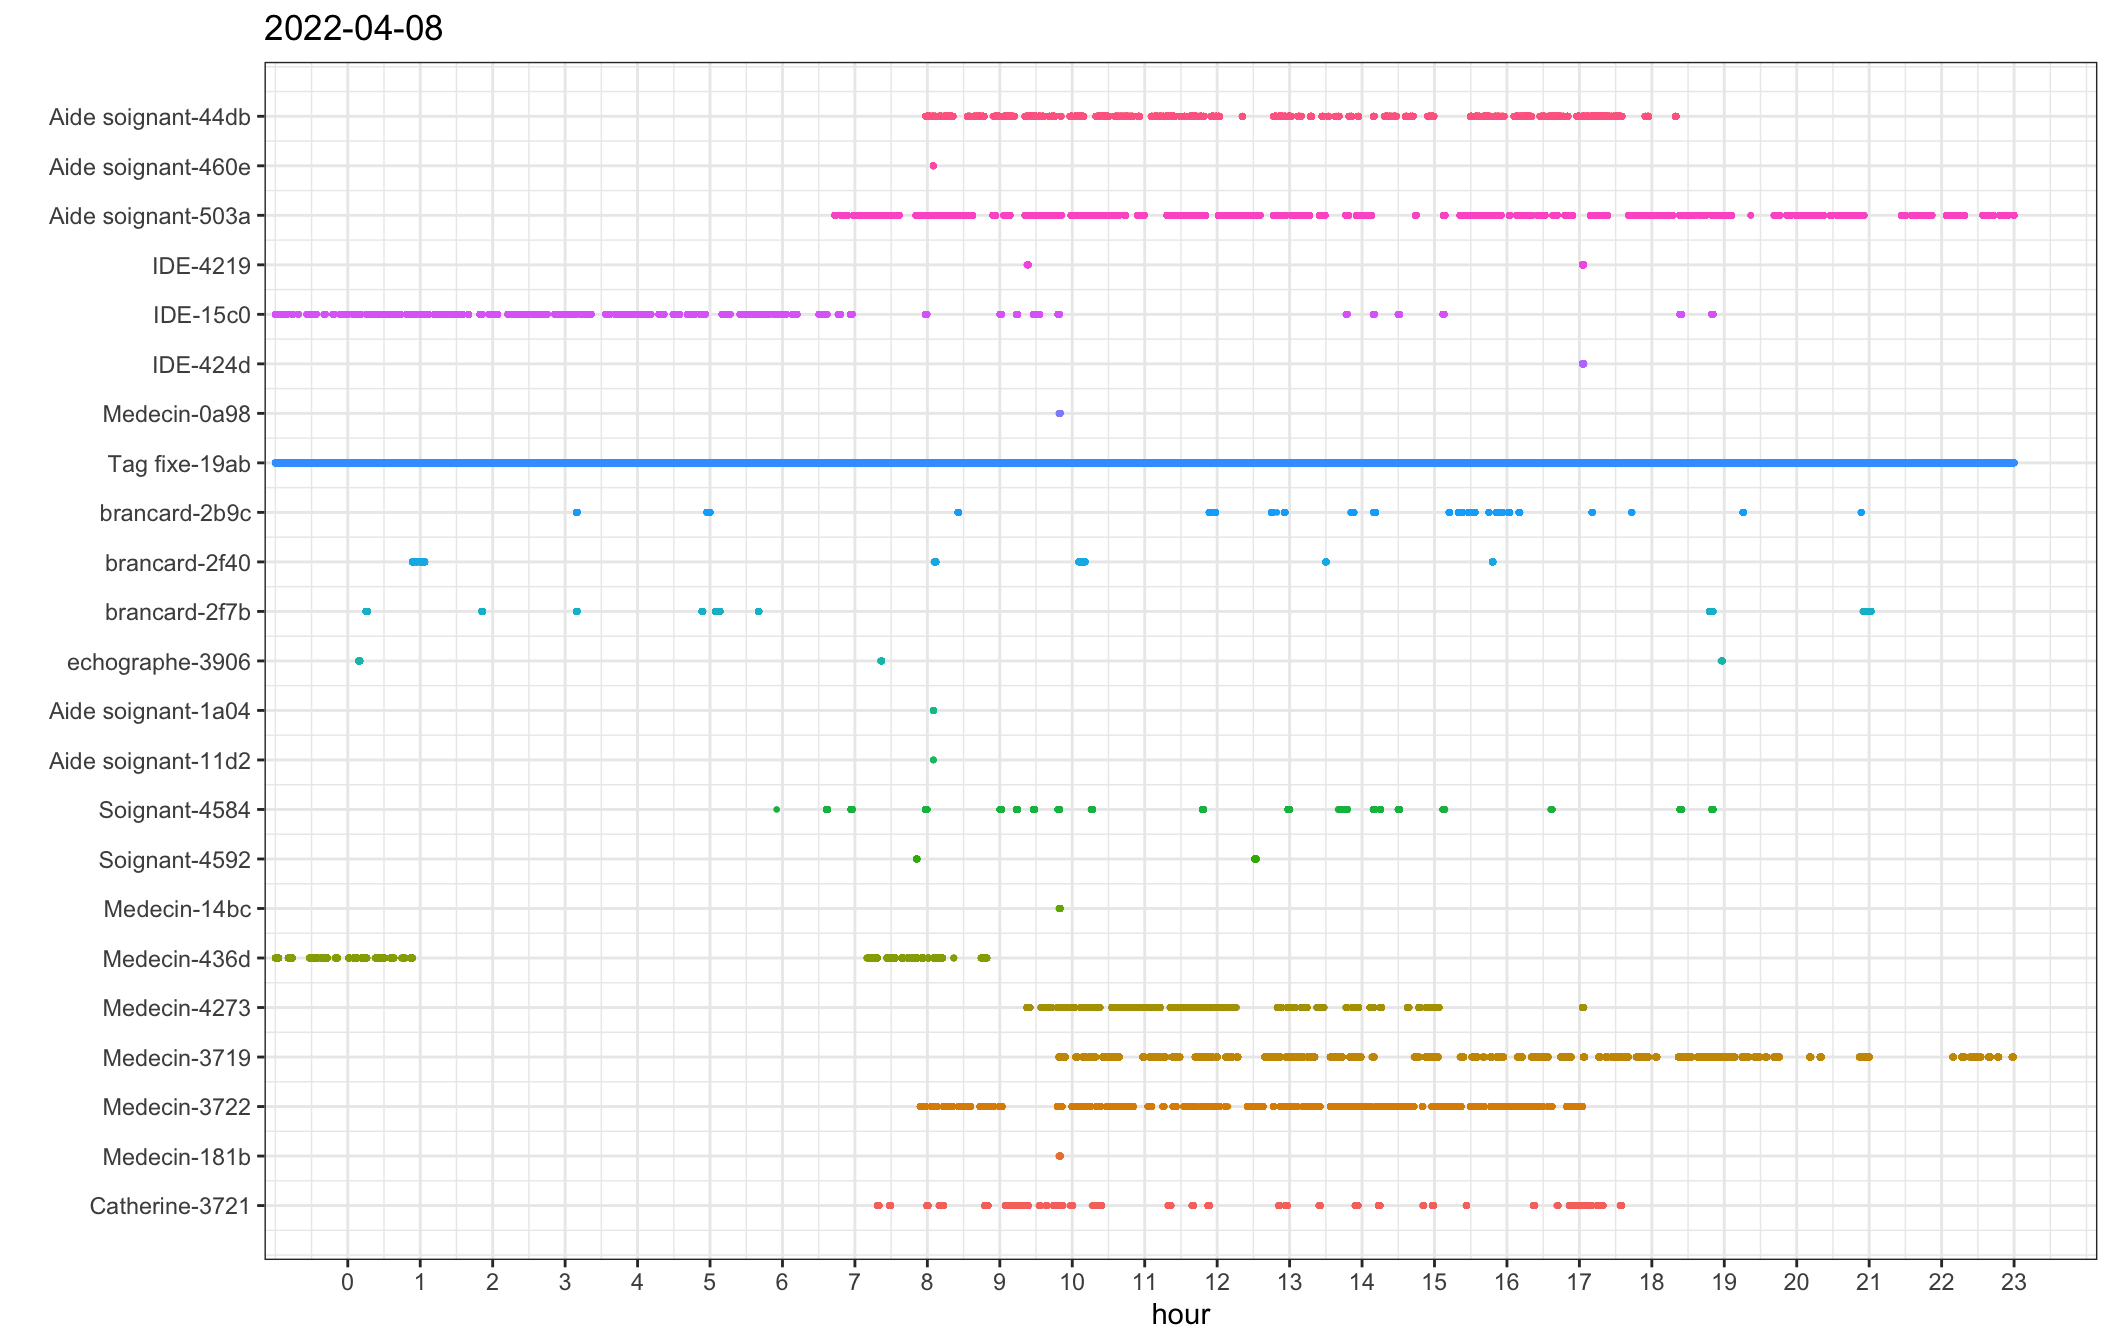 2022-04-08
Aide soignant-44db
Aide soignant-460e
Aide soignant-503a
IDE-4219
IDE-15c0
IDE-424d
Medecin-0a98
Tag fixe-19ab
brancard-2b9c
brancard-2f40
brancard-2f7b
echographe-3906
Aide soignant-1a04
Aide soignant-11d2
Soignant-4584
Soignant-4592
Medecin-14bc
Medecin-436d
Medecin-4273
Medecin-3719
Medecin-3722
Medecin-181b
Catherine-3721
0 1 2 3 4 5 6 7 8 9 10 11 12 13 14 15 16 17 18 19 20 21 22 23
hour